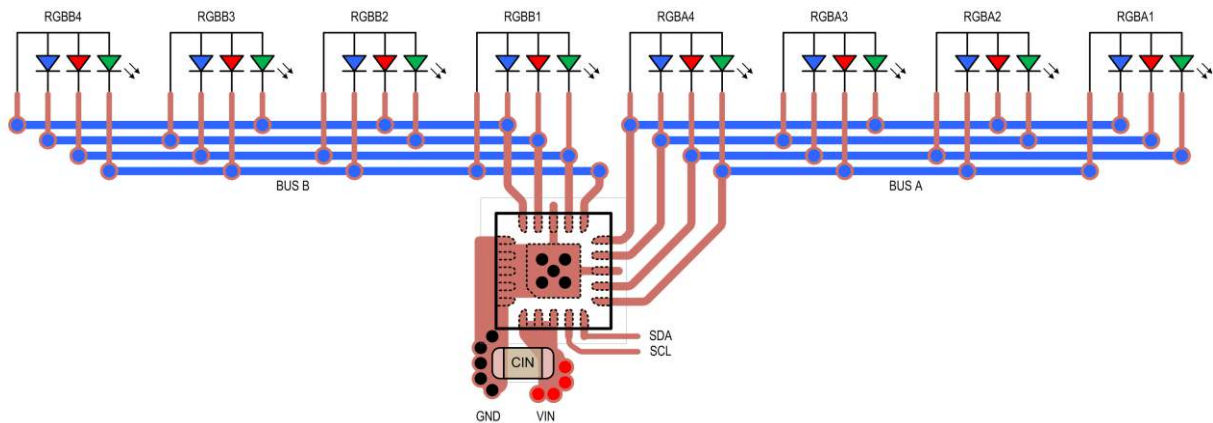 RGBB4 RGBB3 RGBB2 RGBB1 RGBA4 RGBA3 RGBA2 RGBA1
BUS B BUS A
SDA
SCL
CIN
GND VIN